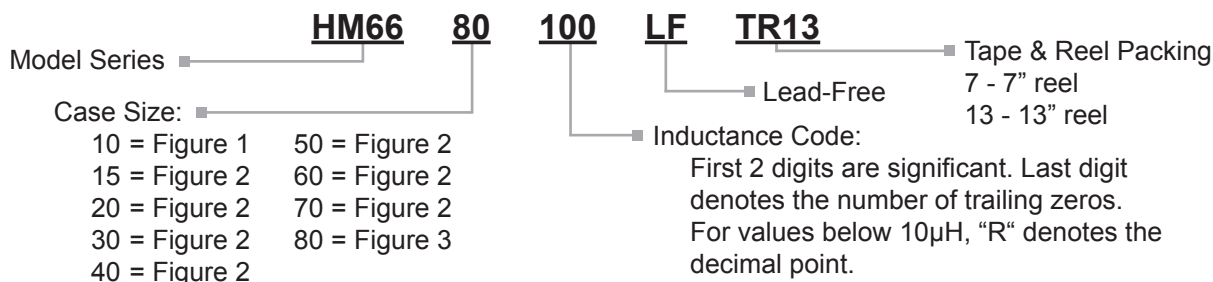 HM66 80 100 LF TR13
Model Series
Tape & Reel Packing
7 - 7” reel
13 - 13” reel
Lead-Free
Case Size:
10 = Figure 1 50 = Figure 2
15 = Figure 2 60 = Figure 2
20 = Figure 2 70 = Figure 2
30 = Figure 2 80 = Figure 3
40 = Figure 2
Inductance Code:
First 2 digits are significant. Last digit
denotes the number of trailing zeros.
For values below 10µH, “R“ denotes the
decimal point.